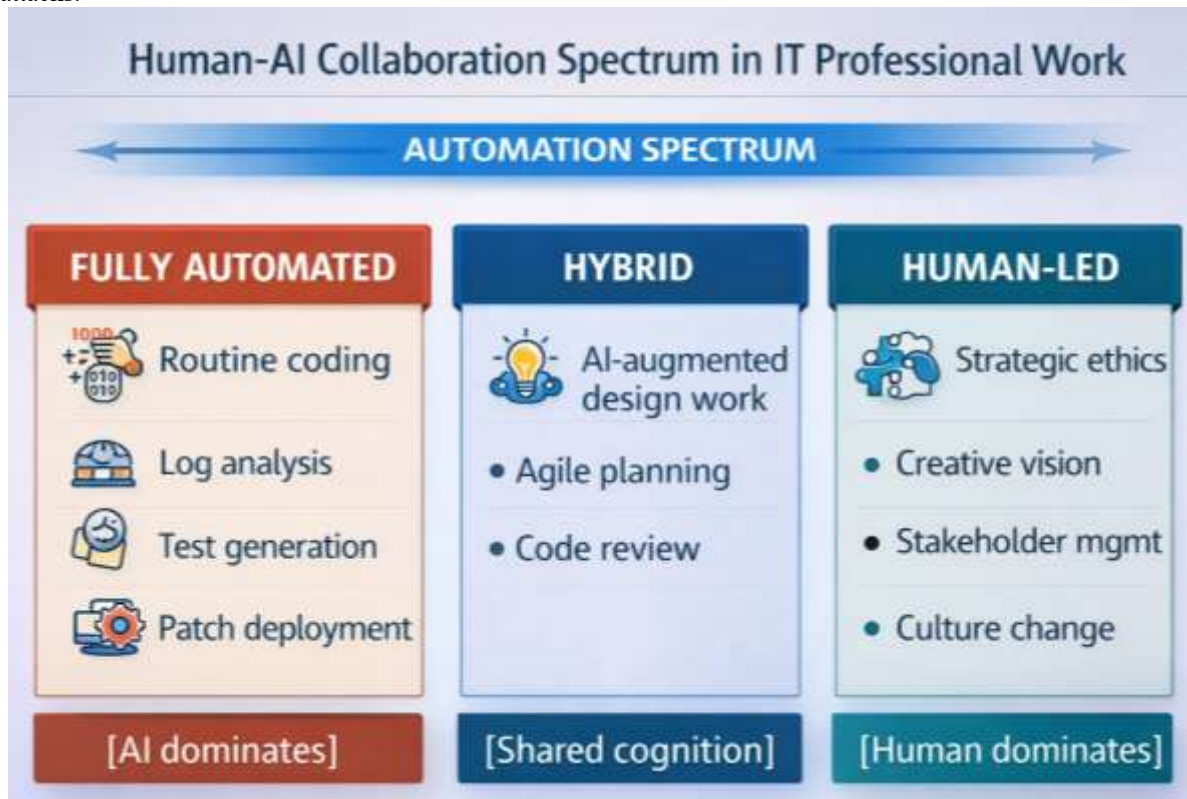 Human-AI Collaboration Spectrum in IT Professional Work
AUTOMATION SPECTRUM
FULLY AUTOMATED
Routine coding
Log analysis
Test generation
Patch deployment
[AI dominates]
HYBRID
AI-augmented
design work
• Agile planning
• Code review
[Shared cognition]
HUMAN-LED
Strategic ethics
• Creative vision
• Stakeholder mgmt
• Culture change
[Human dominates]